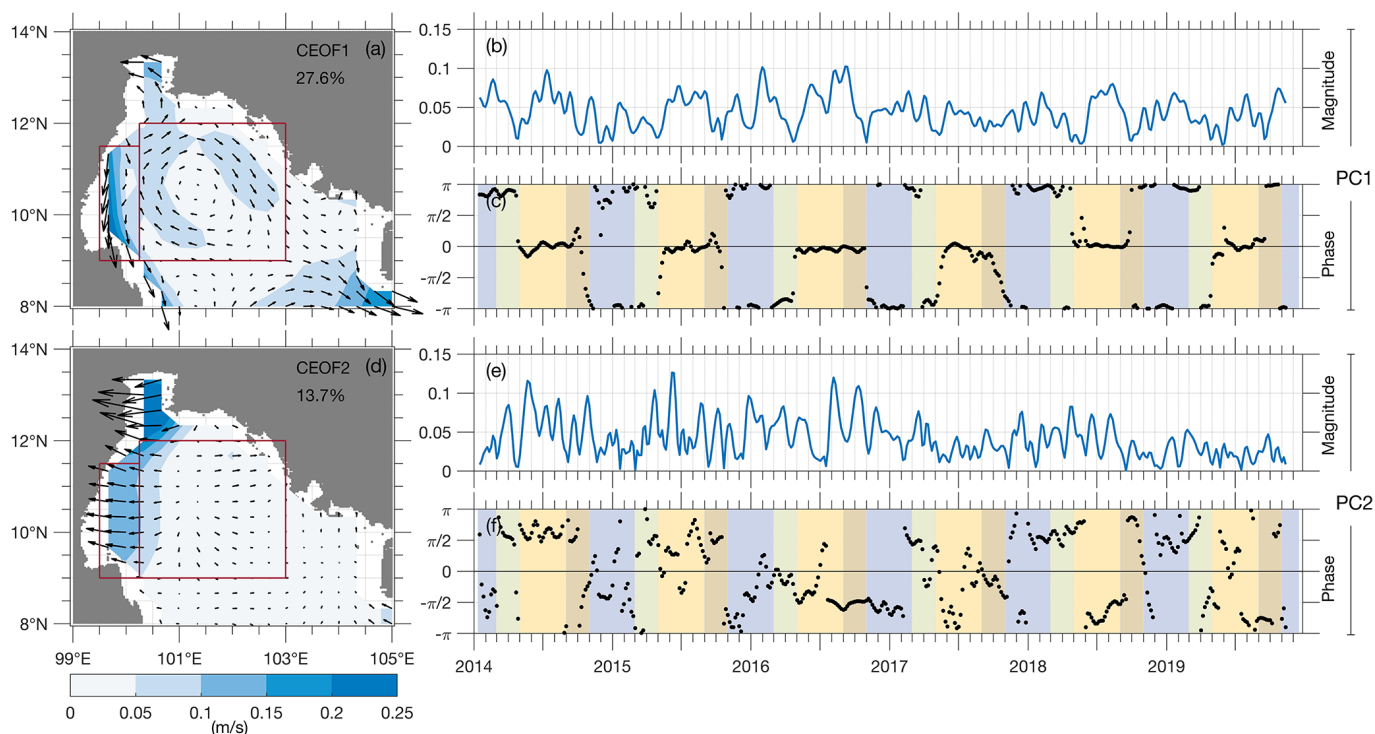 14°N
12°N
10°N
8°N
CEOF1 (a)
27.6%
0.15
0.1
0.05
0
(b)
Magnitude
PC1
π
π/2
0
-π/2
-π
(c)
Phase
14°N
12°N
10°N
8°N
CEOF2 (d)
13.7%
99°E 101°E 103°E 105°E
0 0.05 0.1 0.15 0.2 0.25
(m/s)
0.15
0.1
0.05
0
(e)
Magnitude
PC2
π
π/2
0
-π/2
-π
(f)
Phase
2014 2015 2016 2017 2018 2019